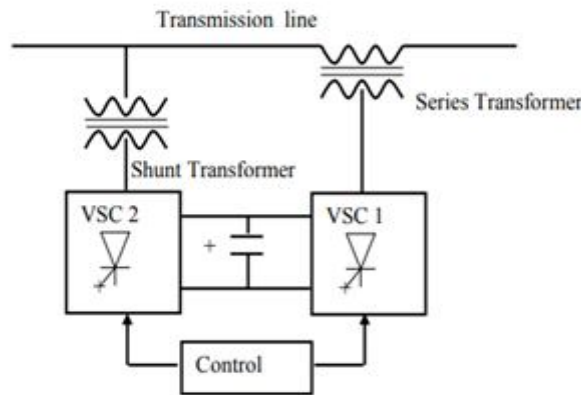 Transmission line
Series Transformer
Shunt Transformer
VSC 2
VSC 1
+
Control